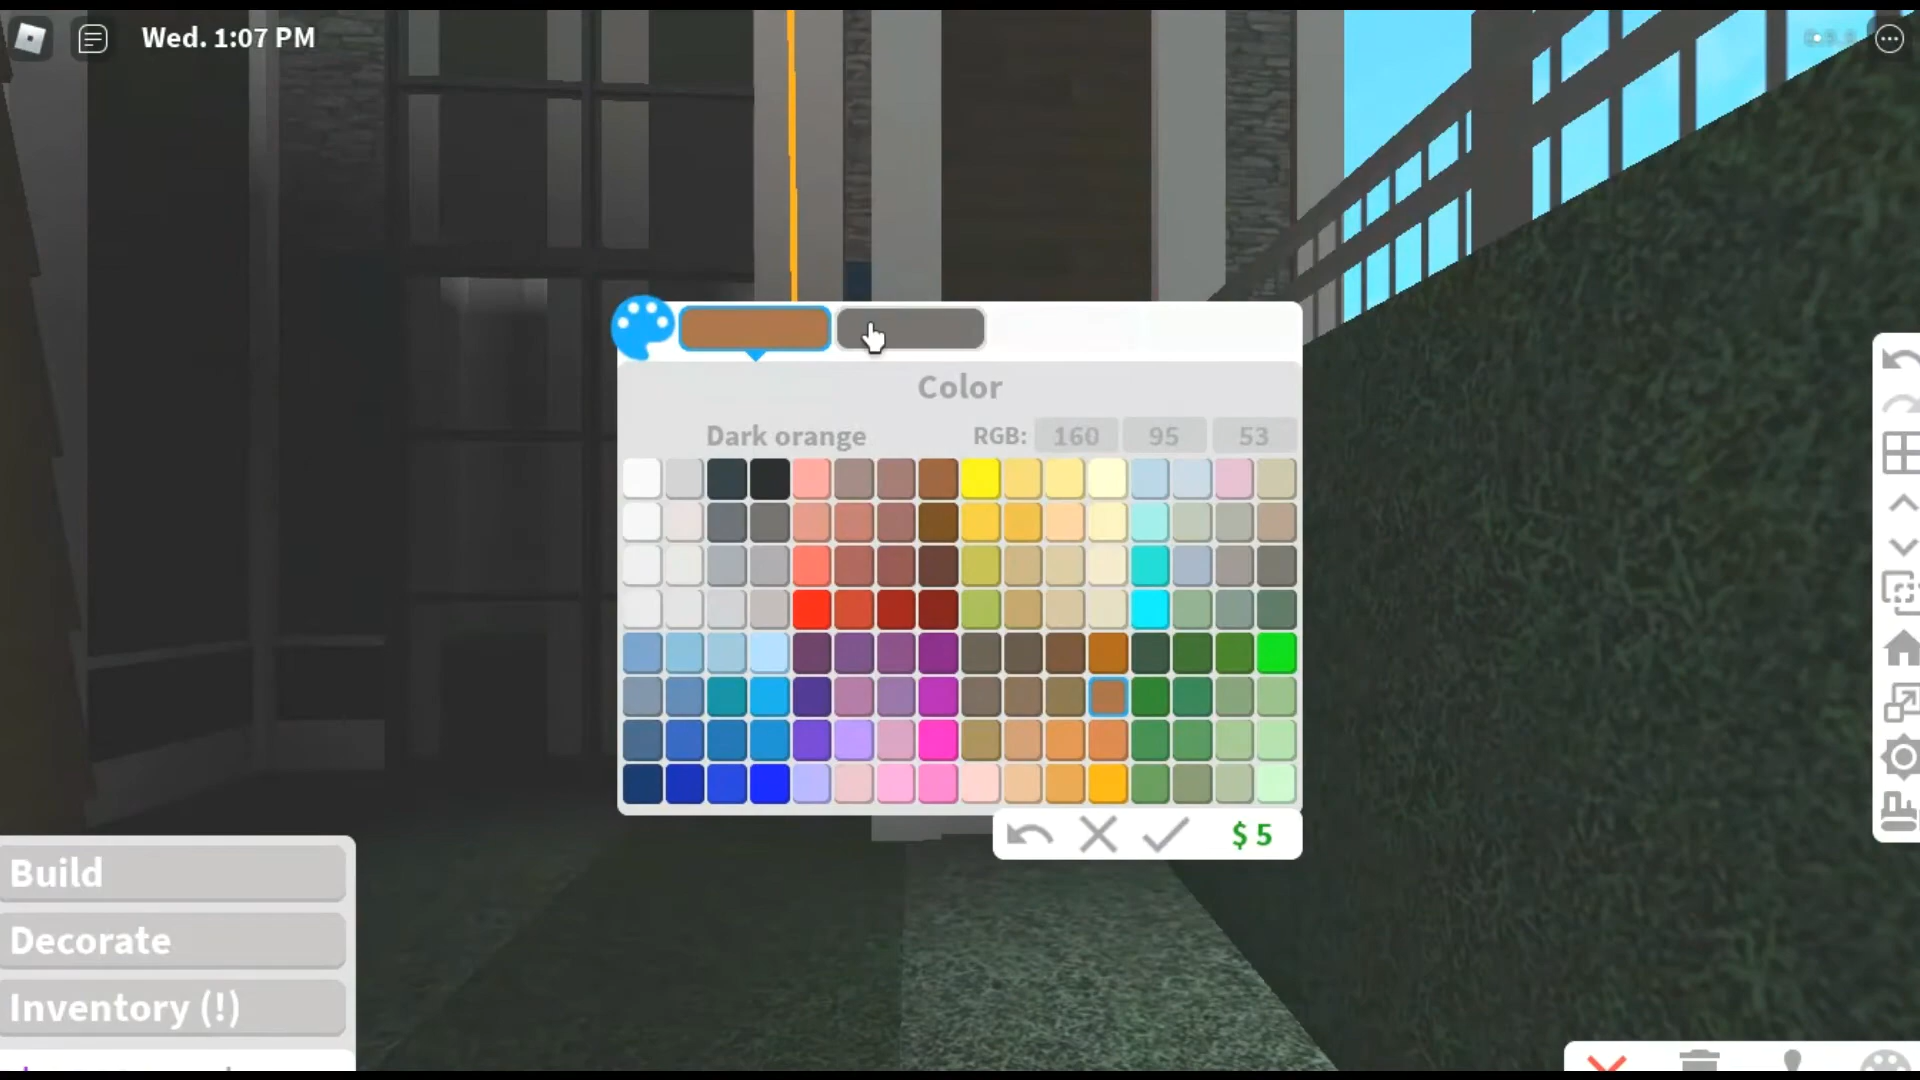 Wed. 1:07 PM
Color
Dark orange RGB: 160 95 53
$ 5
Build
Decorate
Inventory (!)